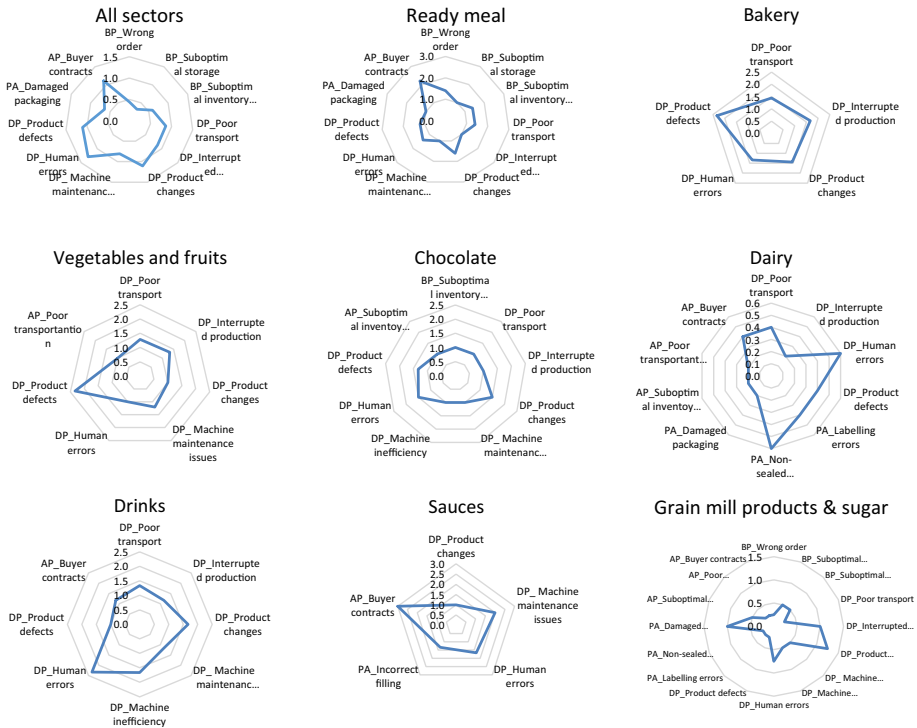 All sectors
BP_Wrong
order
BP_Suboptim
al storage
BP_Suboptim
al inventory…
DP_Poor
transport
DP_Interrupt
ed…
DP_Product
changes
DP_ Machine
maintenanc…
DP_Human
errors
DP_Product
defects
PA_Damaged
packaging
AP_Buyer
contracts
1.5
1.0
0.5
0.0
Ready meal
BP_Wrong
order
BP_Suboptim
al storage
BP_Suboptim
al inventory…
DP_Poor
transport
DP_Interrupt
ed…
DP_Product
changes
DP_ Machine
maintenanc…
DP_Human
errors
DP_Product
defects
PA_Damaged
packaging
AP_Buyer
contracts
3.0
2.0
1.0
0.0
Bakery
DP_Poor
transport
DP_Interrupte
d production
DP_Product
changes
DP_Human
errors
DP_Product
defects
2.5
2.0
1.5
1.0
0.5
0.0
Vegetables and fruits
DP_Poor
transport
DP_Interrupte
d production
DP_Product
changes
DP_ Machine
maintenance
issues
DP_Human
errors
DP_Product
defects
AP_Poor
transportantio
n
2.5
2.0
1.5
1.0
0.5
0.0
Chocolate
BP_Suboptima
l inventory…
DP_Poor
transport
DP_Interrupte
d production
DP_Product
changes
DP_ Machine
maintenanc…
DP_Machine
inefficiency
DP_Human
errors
DP_Product
defects
AP_Suboptim
al inventoy…
2.5
2.0
1.5
1.0
0.5
0.0
Dairy
DP_Poor
transport
DP_Interrupte
d production
DP_Human
errors
DP_Product
defects
PA_Labelling
errors
PA_Non-
sealed…
PA_Damaged
packaging
AP_Suboptim
al inventoy…
AP_Poor
transportant…
AP_Buyer
contracts
0.6
0.5
0.4
0.3
0.2
0.1
0.0
Drinks
DP_Poor
transport
DP_Interrupte
d production
DP_Product
changes
DP_ Machine
maintenanc…
DP_Machine
inefficiency
DP_Human
errors
DP_Product
defects
AP_Buyer
contracts
2.5
2.0
1.5
1.0
0.5
0.0
Sauces
DP_Product
changes
DP_ Machine
maintenance
issues
DP_Human
errors
PA_Incorrect
filling
AP_Buyer
contracts
3.0
2.5
2.0
1.5
1.0
0.5
0.0
Grain mill products & sugar
BP_Wrong order
BP_Suboptimal…
BP_Suboptimal…
DP_Poor transport
DP_Interrupted…
DP_Product…
DP_ Machine…
DP_Machine…
DP_Human errors
DP_Product defects
PA_Labelling errors
PA_Non-sealed…
PA_Damaged…
AP_Suboptimal…
AP_Poor…
AP_Buyer contracts
1.5
1.0
0.5
0.0